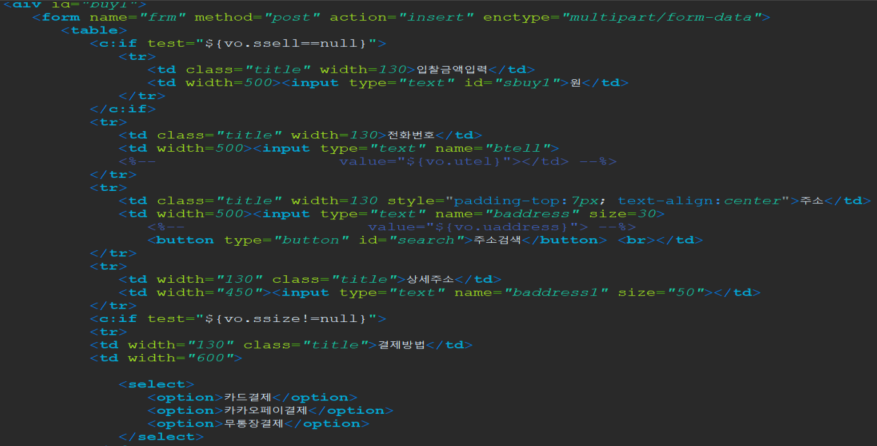 <div id="buy1">
<form name="frm" method="post" action="insert" enctype="multipart/form-data">
<table>
<c:if test="${vo.ssell==null}">
<tr>
<td class="title" width=130>입찰금액입력</td>
<td width=500><input type="text" id="sbuy1">원</td>
</tr>
</c:if>
<tr>
<td class="title" width=130>전화번호</td>
<td width=500><input type="text" name="btel1">
<%-- value="${vo.utel}"></td> --%>
</tr>
<tr>
<td class="title" width=130 style="padding-top:7px; text-align:center">주소</td>
<td width=500><input type="text" name="baddress" size=30>
<%-- value="${vo.uaddress}"> --%>
<button type="button" id="search">주소검색</button> <br></td>
</tr>
<tr>
<td width="130" class="title">상세주소</td>
<td width="450"><input type="text" name="baddress1" size="50"></td>
</tr>
<c:if test="${vo.ssize!=null}">
<tr>
<td width="130" class="title">결제방법</td>
<td width="600">
<select>
<option>카드결제</option>
<option>카카오페이결제</option>
<option>무통장결제</option>
</select>